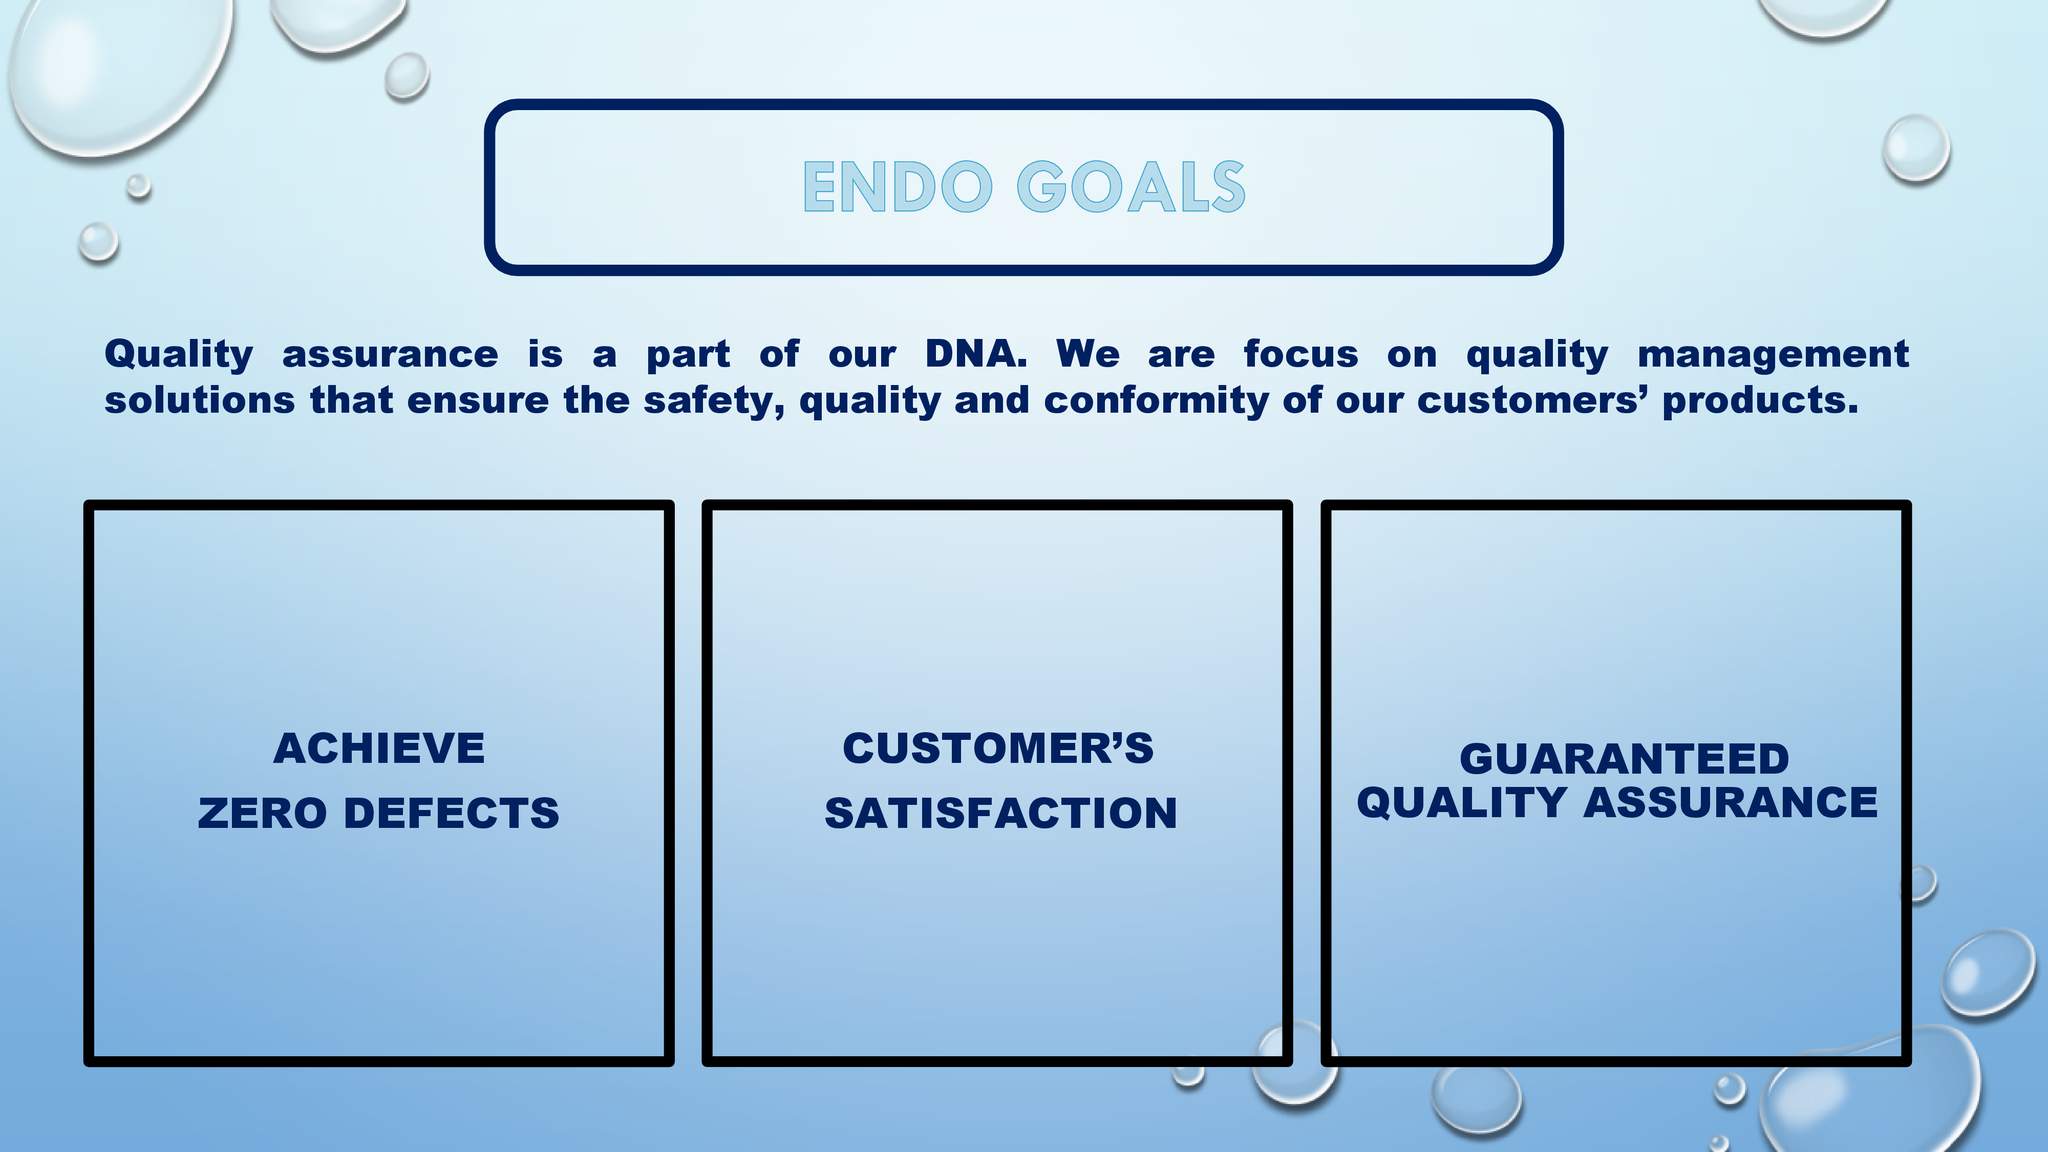 ENDO GOALS
Quality assurance is a part of our DNA. We are focus on quality management
solutions that ensure the safety, quality and conformity of our customers’ products.
ACHIEVE
ZERO DEFECTS
CUSTOMER’S
SATISFACTION
GUARANTEED
QUALITY ASSURANCE